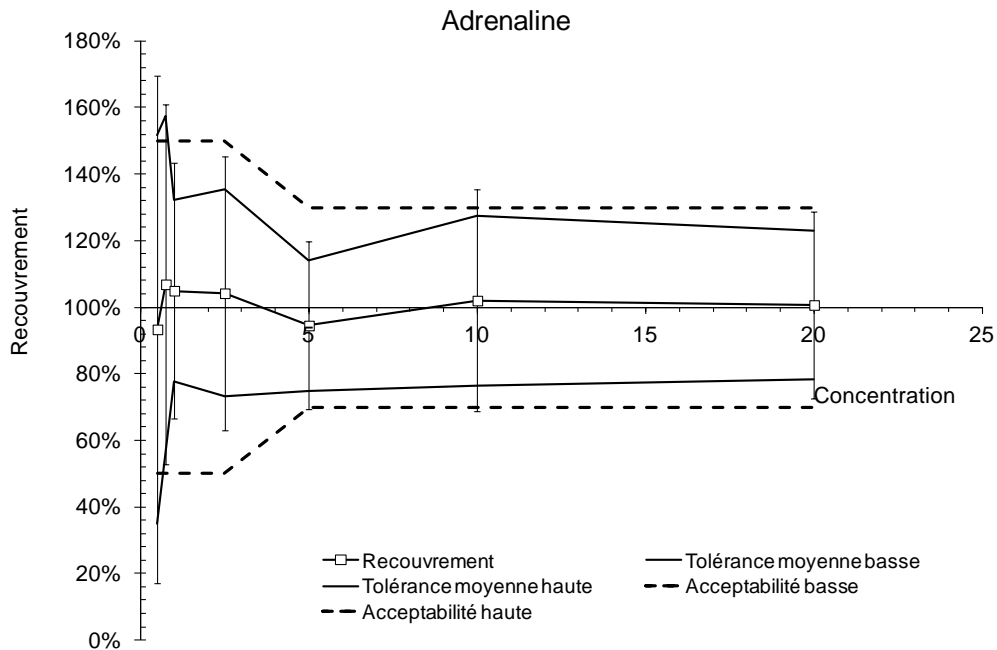 Adrenaline
180%
160%
140%
120%
100%
80%
60%
40%
20%
0%
Recouvrement
0 5 10 15 20 25
Concentration
Recouvrement Tolérance moyenne basse
Tolérance moyenne haute Acceptabilité basse
Acceptabilité haute